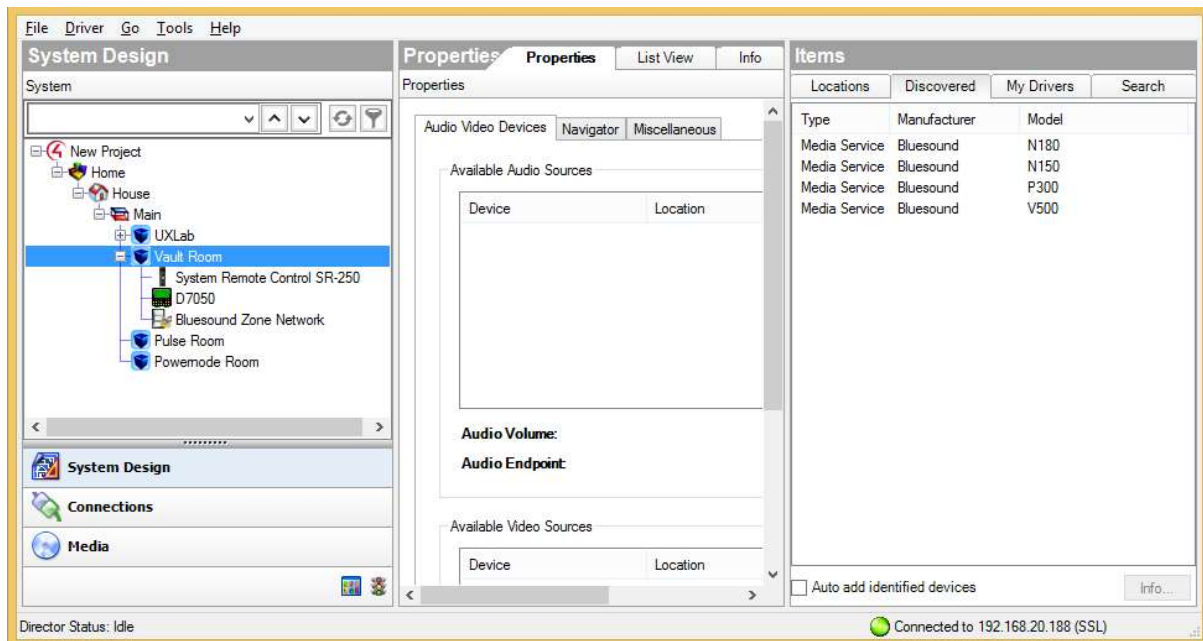 File Driver Go Tools Help
System Design
System
New Project
Home
House
Main
UXLab
Vault Room
System Remote Control SR-250
D7050
Bluesound Zone Network
Pulse Room
Powernode Room
System Design
Connections
Media
Properties Properties List View Info
Properties
Audio Video Devices Navigator Miscellaneous
Available Audio Sources
Device Location
Audio Volume:
Audio Endpoint:
Available Video Sources
Device Location
Items
Locations Discovered My Drivers Search
Type Manufacturer Model
Media Service Bluesound N180
Media Service Bluesound N150
Media Service Bluesound P300
Media Service Bluesound V500
Auto add identified devices Info...
Director Status: Idle Connected to 192.168.20.188 (SSL)